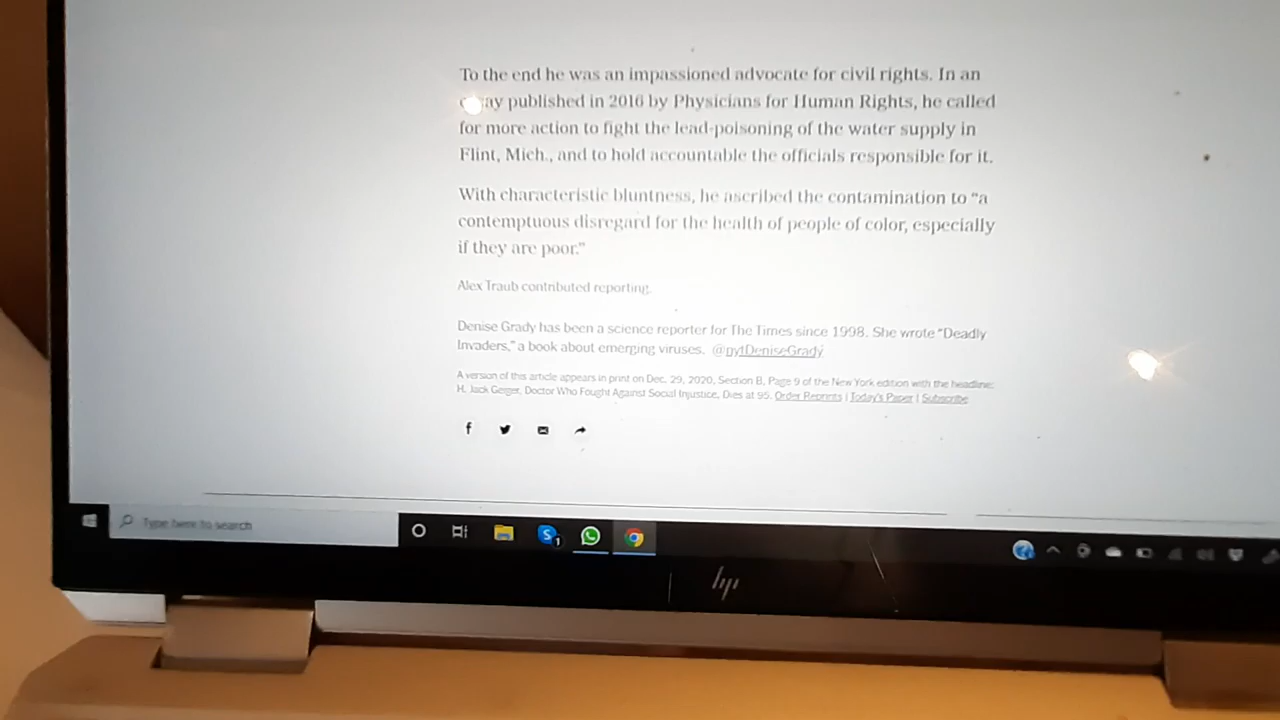 To the end he was an impassioned advocate for civil rights. In an
published in 2016 by Physicians for Human Rights, he called
for more action to fight the lead-poisoning of the water supply in
Flint, Mich., and to hold accountable the officials responsible for it.
With characteristic bluntness, he ascribed the contamination to “a
contemptuous disregard for the health of people of color, especially
if they are poor.”
Alex Traub contributed reporting.
Denise Grady has been a science reporter for The Times since 1998. She wrote “Deadly
Invaders,” a book about emerging viruses. @nytDeniseGrady
A version of this article appears in print on Dec. 29, 2020, Section B, Page 9 of the New York edition with the headline:
H. Jack Geiger, Doctor Who Fought Against Social Injustice, Dies at 95. Order Reprints | Today’s Paper | Subscribe
Type here to search
hp